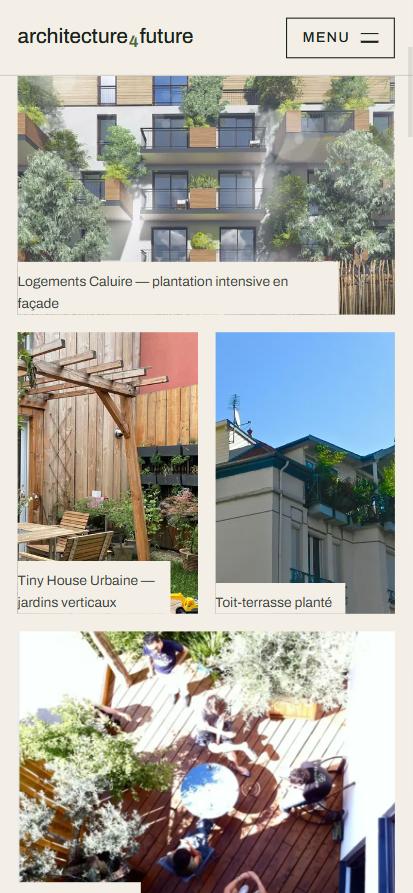 architecture4future
MENU
Logements Caluire — plantation intensive en
façade
Tiny House Urbaine —
jardins verticaux
Toit-terrasse planté